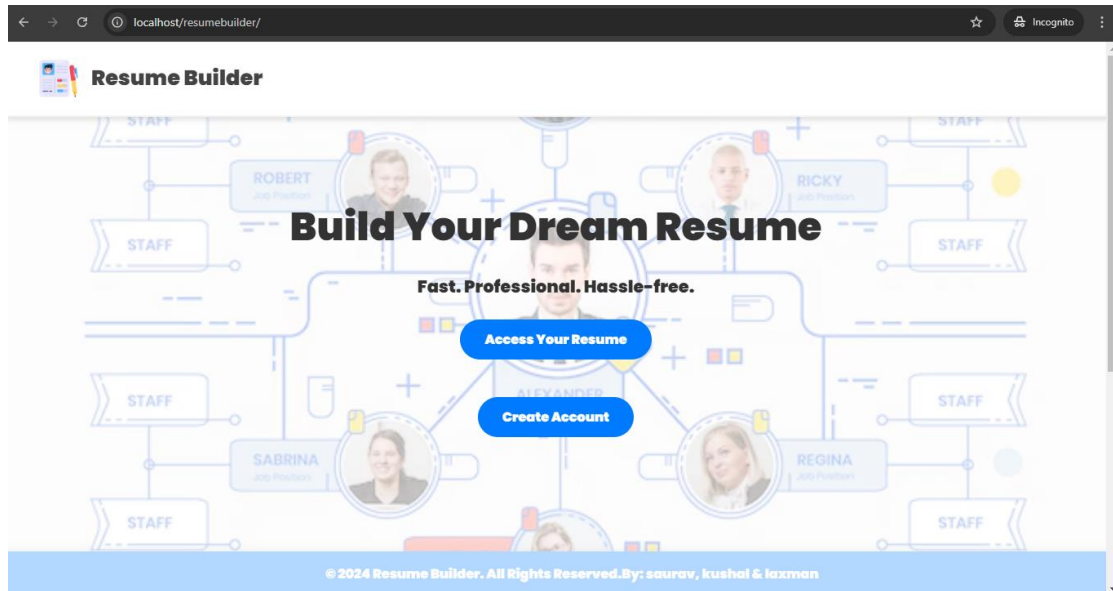 localhost/resumebuilder/
Incognito
Resume Builder
STAFF
STAFF
ROBERT
Job Position
RICKY
Job Position
Build Your Dream Resume
STAFF
STAFF
Fast. Professional. Hassle-free.
Access Your Resume
ALEXANDER
STAFF
STAFF
Create Account
SABRINA
Job Position
REGINA
Job Position
STAFF
STAFF
© 2024 Resume Builder. All Rights Reserved.By: saurav, kushal & laxman